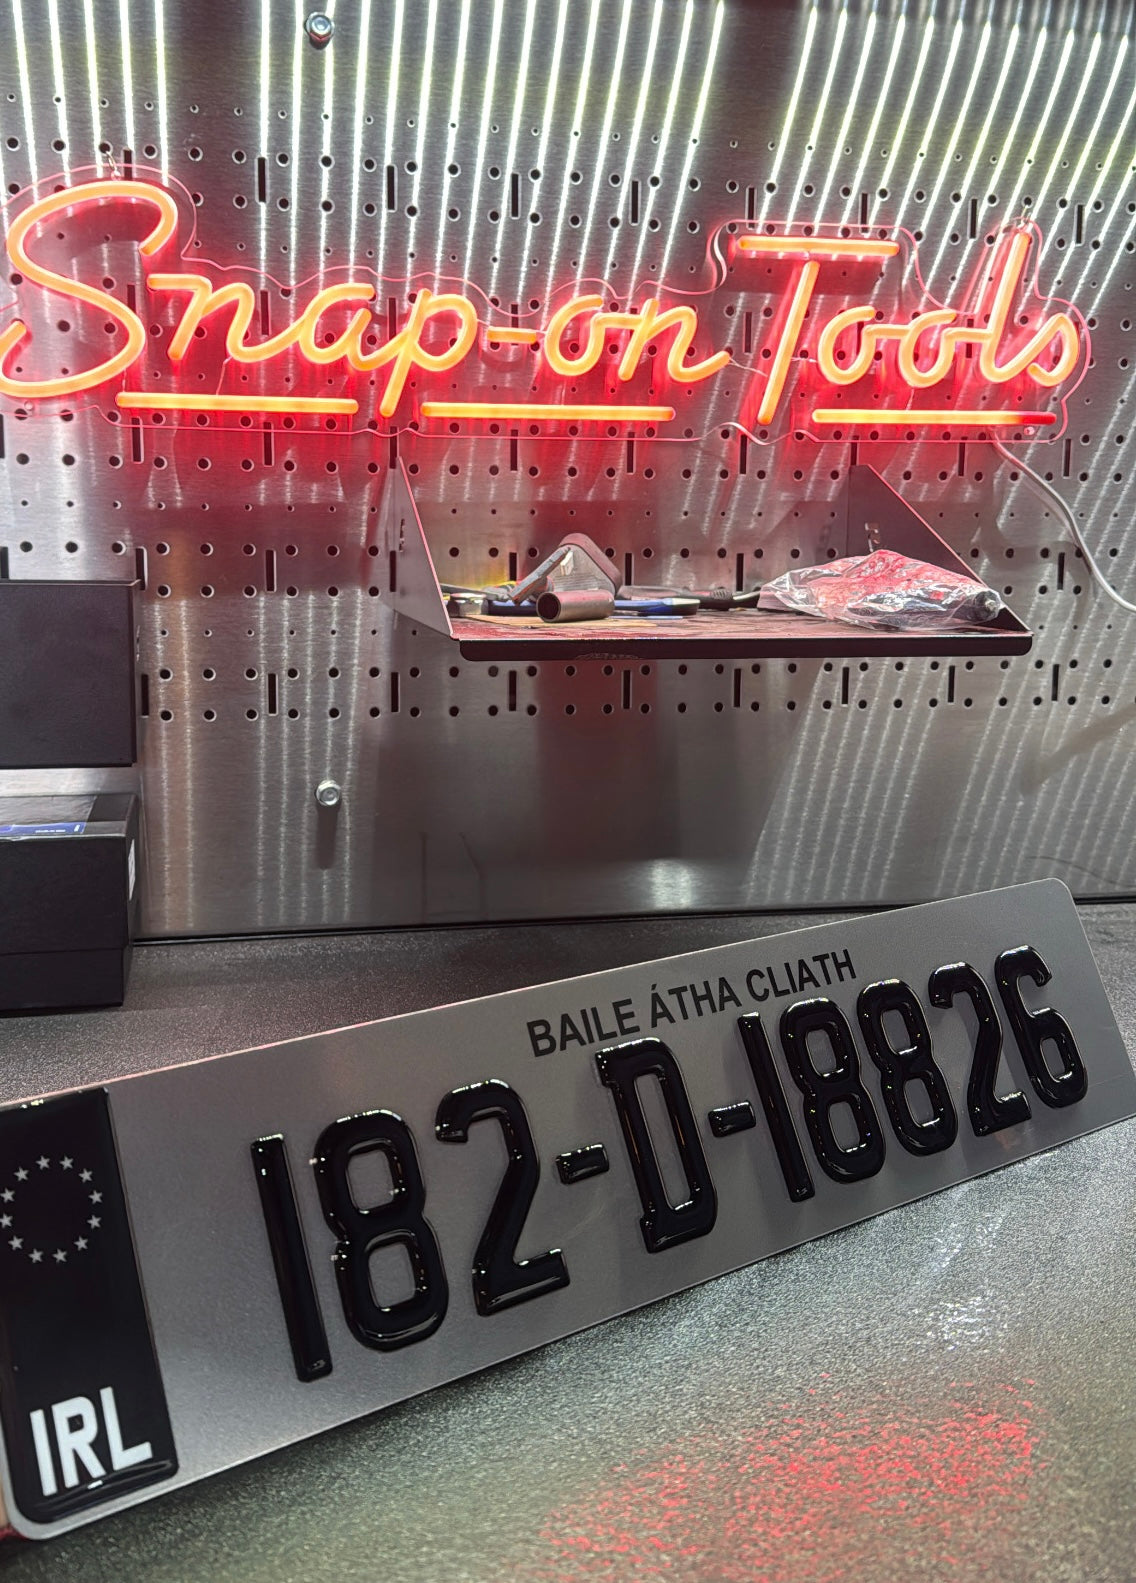 Snap-on Tools
BAILE ÁTHA CLIATH
182-D-18826
IRL